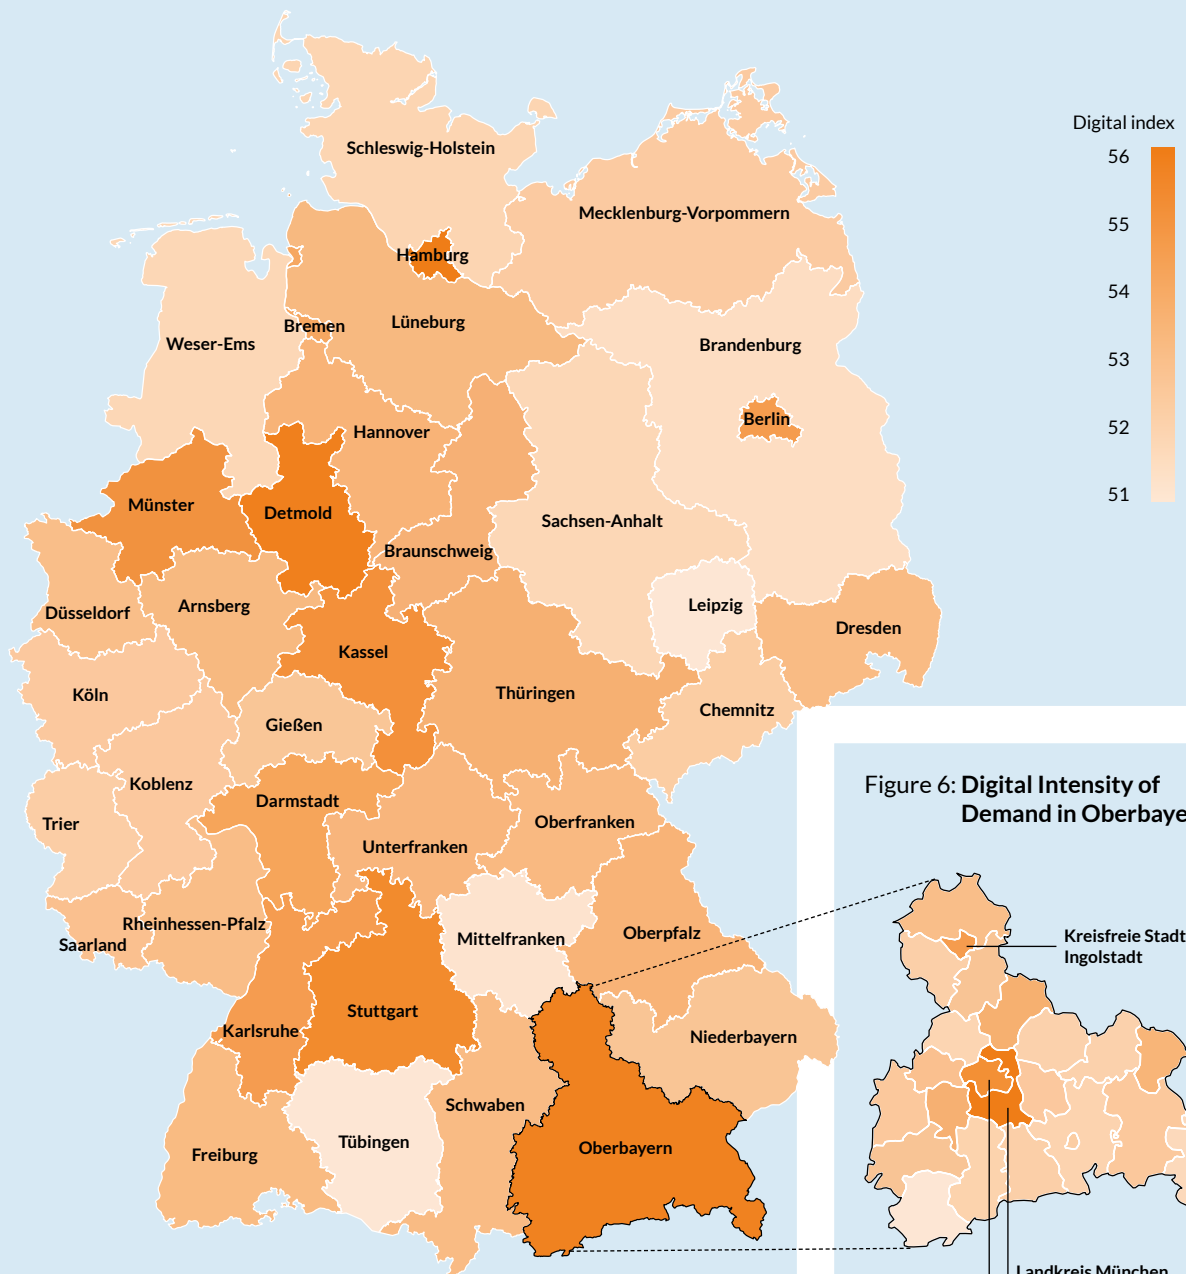 Digital index
56
55
54
53
52
51
Schleswig-Holstein
Mecklenburg-Vorpommern
Hamburg
Bremen
Lüneburg
Weser-Ems
Brandenburg
Berlin
Hannover
Münster
Detmold
Sachsen-Anhalt
Braunschweig
Düsseldorf
Arnsberg
Leipzig
Dresden
Kassel
Köln
Thüringen
Chemnitz
Gießen
Koblenz
Darmstadt
Trier
Oberfranken
Unterfranken
Rheinhessen-Pfalz
Saarland
Mittelfranken
Oberpfalz
Stuttgart
Karlsruhe
Niederbayern
Schwaben
Tübingen
Oberbayern
Freiburg
Figure 6: Digital Intensity of
Demand in Oberbaye
Kreisfreie Stadt
Ingolstadt
Landkreis München